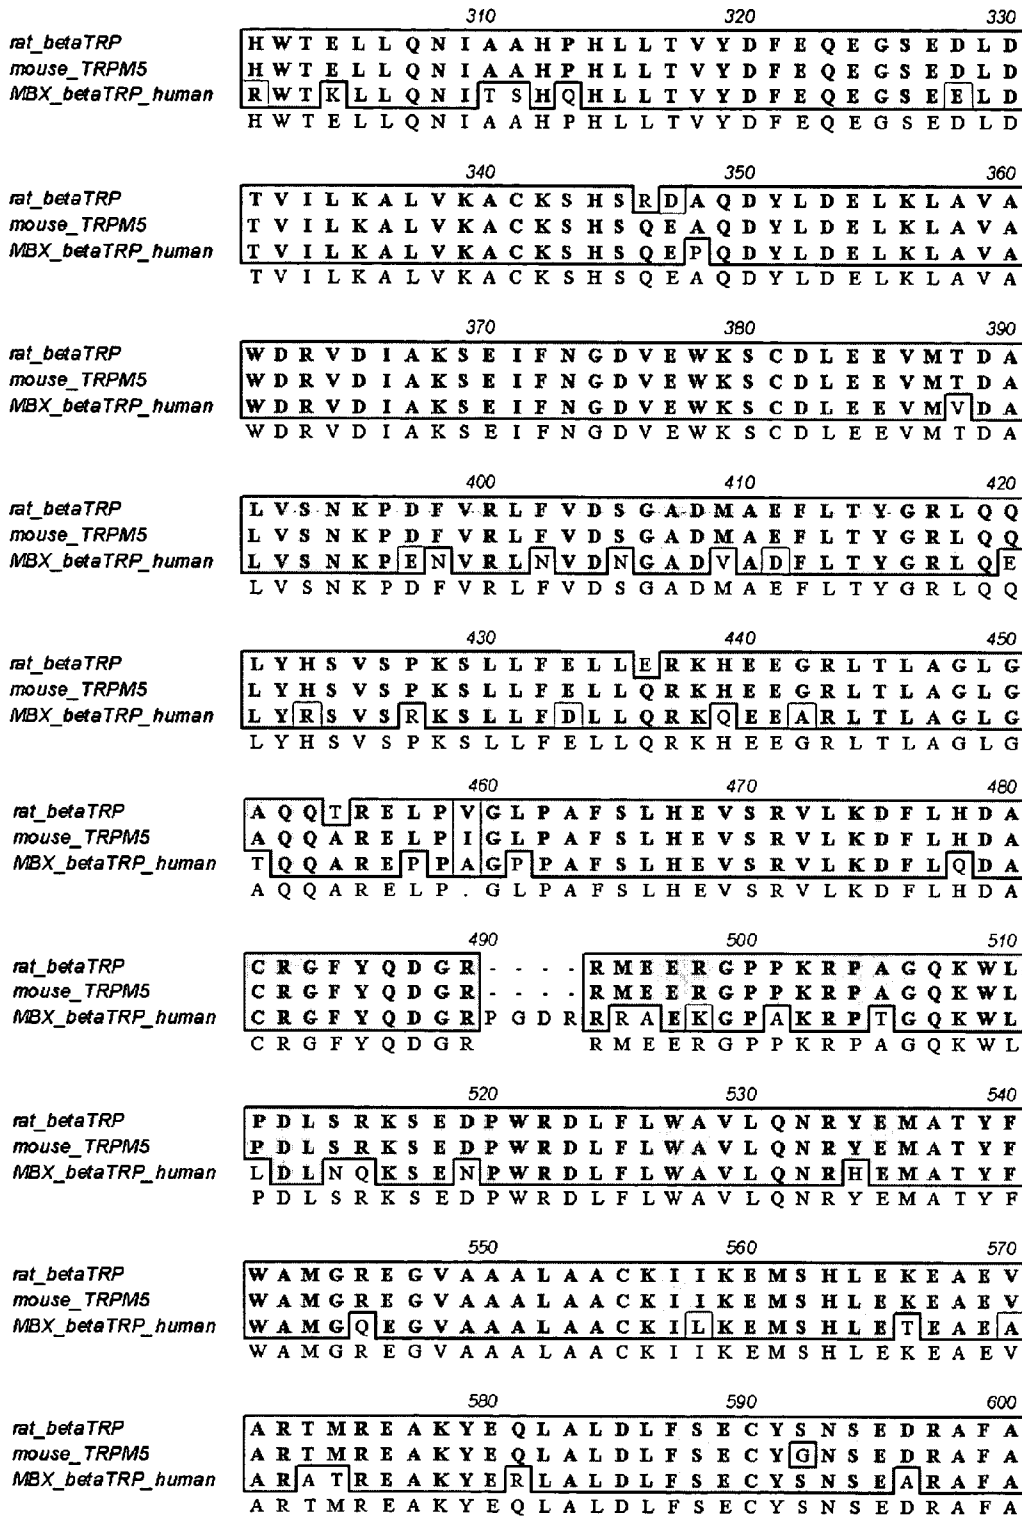 310 320 330
rat_betaTRP H W T E L L Q N I A A H P H L L T V Y D F E Q E G S E D L D
mouse_TRPM5 H W T E L L Q N I A A H P H L L T V Y D F E Q E G S E D L D
MBX_betaTRP_human R W T K L L Q N I T S H Q H L L T V Y D F E Q E G S E E L D
H W T E L L Q N I A A H P H L L T V Y D F E Q E G S E D L D
340 350 360
rat_betaTRP T V I L K A L V K A C K S H S R D A Q D Y L D E L K L A V A
mouse_TRPM5 T V I L K A L V K A C K S H S Q E A Q D Y L D E L K L A V A
MBX_betaTRP_human T V I L K A L V K A C K S H S Q E P Q D Y L D E L K L A V A
T V I L K A L V K A C K S H S Q E A Q D Y L D E L K L A V A
370 380 390
rat_betaTRP W D R V D I A K S E I F N G D V E W K S C D L E E V M T D A
mouse_TRPM5 W D R V D I A K S E I F N G D V E W K S C D L E E V M T D A
MBX_betaTRP_human W D R V D I A K S E I F N G D V E W K S C D L E E V M V D A
W D R V D I A K S E I F N G D V E W K S C D L E E V M T D A
400 410 420
rat_betaTRP L V S N K P D F V R L F V D S G A D M A E F L T Y G R L Q Q
mouse_TRPM5 L V S N K P D F V R L F V D S G A D M A E F L T Y G R L Q Q
MBX_betaTRP_human L V S N K P E N V R L N V D N G A D V A D F L T Y G R L Q E
L V S N K P D F V R L F V D S G A D M A E F L T Y G R L Q Q
430 440 450
rat_betaTRP L Y H S V S P K S L L F E L L E R K H E E G R L T L A G L G
mouse_TRPM5 L Y H S V S P K S L L F E L L Q R K H E E G R L T L A G L G
MBX_betaTRP_human L Y R S V S R K S L L F D L L Q R K Q E E A R L T L A G L G
L Y H S V S P K S L L F E L L Q R K H E E G R L T L A G L G
460 470 480
rat_betaTRP A Q Q T R E L P V G L P A F S L H E V S R V L K D F L H D A
mouse_TRPM5 A Q Q A R E L P I G L P A F S L H E V S R V L K D F L H D A
MBX_betaTRP_human T Q Q A R E P P A G P P A F S L H E V S R V L K D F L Q D A
A Q Q A R E L P . G L P A F S L H E V S R V L K D F L H D A
490 500 510
rat_betaTRP C R G F Y Q D G R - - - - R M E E R G P P K R P A G Q K W L
mouse_TRPM5 C R G F Y Q D G R - - - - R M E E R G P P K R P A G Q K W L
MBX_betaTRP_human C R G F Y Q D G R P G D R R R A E K G P A K R P T G Q K W L
C R G F Y Q D G R R M E E R G P P K R P A G Q K W L
520 530 540
rat_betaTRP P D L S R K S E D P W R D L F L W A V L Q N R Y E M A T Y F
mouse_TRPM5 P D L S R K S E D P W R D L F L W A V L Q N R Y E M A T Y F
MBX_betaTRP_human L D L N Q K S E N P W R D L F L W A V L Q N R H E M A T Y F
P D L S R K S E D P W R D L F L W A V L Q N R Y E M A T Y F
550 560 570
rat_betaTRP W A M G R E G V A A A L A A C K I I K E M S H L E K E A E V
mouse_TRPM5 W A M G R E G V A A A L A A C K I I K E M S H L E K E A E V
MBX_betaTRP_human W A M G Q E G V A A A L A A C K I L K E M S H L E T E A E A
W A M G R E G V A A A L A A C K I I K E M S H L E K E A E V
580 590 600
rat_betaTRP A R T M R E A K Y E Q L A L D L F S E C Y S N S E D R A F A
mouse_TRPM5 A R T M R E A K Y E Q L A L D L F S E C Y G N S E D R A F A
MBX_betaTRP_human A R A T R E A K Y E R L A L D L F S E C Y S N S E A R A F A
A R T M R E A K Y E Q L A L D L F S E C Y S N S E D R A F A